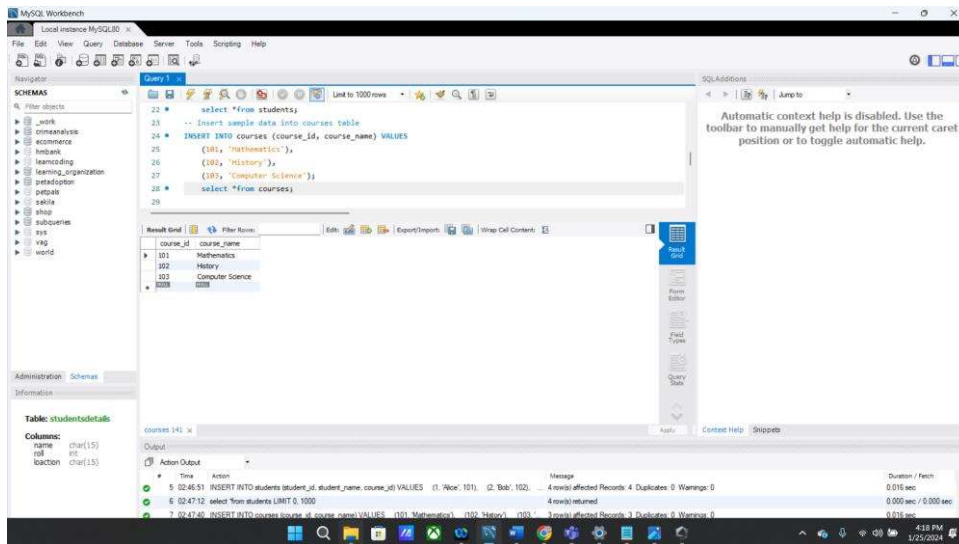 MySQL Workbench
Local instance MySQL80
File Edit View Query Database Server Tools Scripting Help
Navigator
SCHEMAS
Filter objects
_work
crimeanalysis
ecommerce
hmbank
learncoding
learning_organization
petadoption
petpals
sakila
shop
subqueries
sys
vag
world
Administration Schemas
Information
Table: studentsdetails
Columns:
name char(15)
roll int
loaction char(15)
Query 1
Limit to 1000 rows
22 select *from students;
23 -- Insert sample data into courses table
24 INSERT INTO courses (course_id, course_name) VALUES
25 (101, 'Mathematics'),
26 (102, 'History'),
27 (103, 'Computer Science');
28 select *from courses;
29
Result Grid Filter Rows: Edit: Export/Import: Wrap Cell Content:
course_id course_name
101 Mathematics
102 History
103 Computer Science
NULL NULL
Result Grid
Form Editor
Field Types
Query Stats
courses 141 Apply
SQLAdditions
Jump to
Automatic context help is disabled. Use the
toolbar to manually get help for the current caret
position or to toggle automatic help.
Context Help Snippets
Output
Action Output
# Time Action Message Duration / Fetch
5 02:46:51 INSERT INTO students (student_id, student_name, course_id) VALUES (1, 'Alice', 101), (2, 'Bob', 102), ... 4 row(s) affected Records: 4 Duplicates: 0 Warnings: 0 0.016 sec
6 02:47:12 select *from students LIMIT 0, 1000 4 row(s) returned 0.000 sec / 0.000 sec
7 02:47:40 INSERT INTO courses (course_id, course_name) VALUES (101, 'Mathematics'), (102, 'History'), (103, '... 3 row(s) affected Records: 3 Duplicates: 0 Warnings: 0 0.016 sec
4:18 PM
1/25/2024